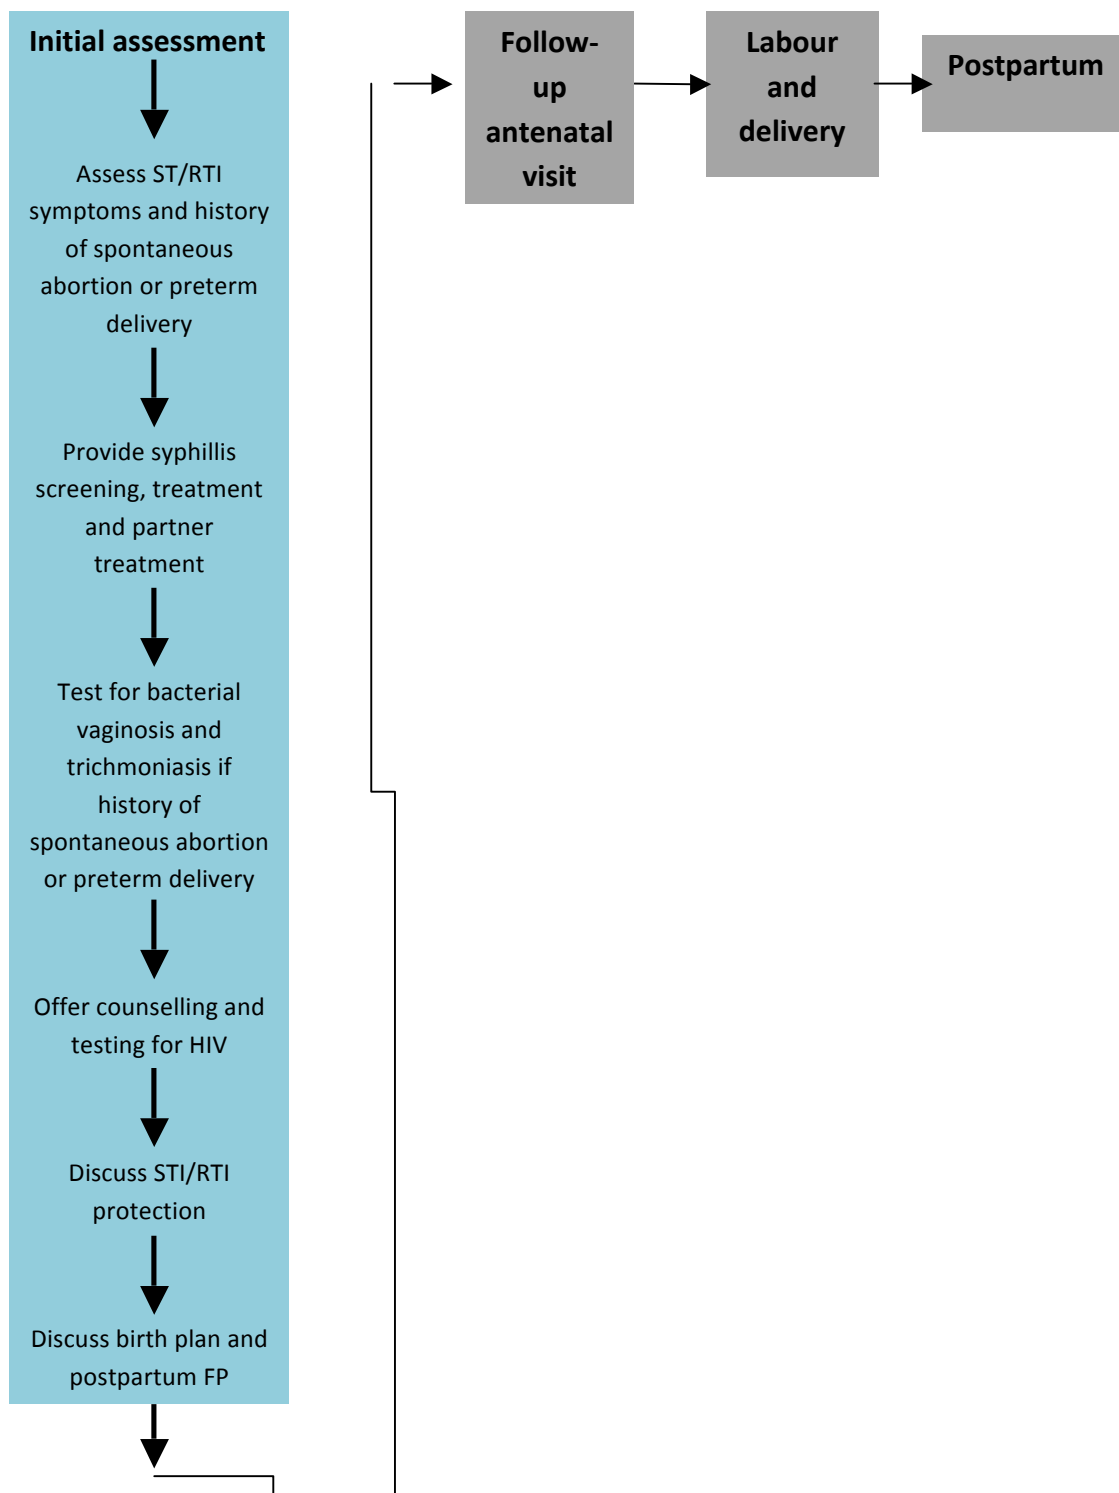 Initial assessment
Assess ST/RTI
symptoms and history
of spontaneous
abortion or preterm
delivery
Provide syphillis
screening, treatment
and partner
treatment
Test for bacterial
vaginosis and
trichmoniasis if
history of
spontaneous abortion
or preterm delivery
Offer counselling and
testing for HIV
Discuss STI/RTI
protection
Discuss birth plan and
postpartum FP
Follow-
up
antenatal
visit
Labour
and
delivery
Postpartum